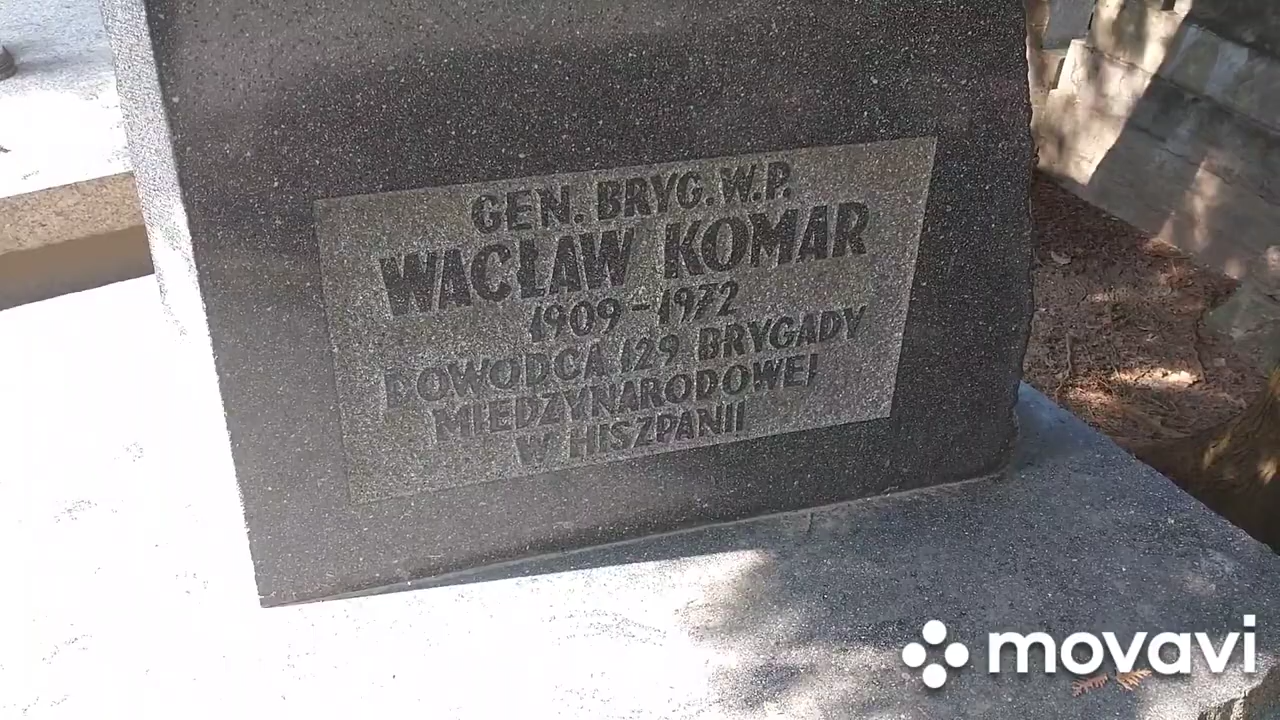 GEN. BRYG. W.P.
WACŁAW KOMAR
1909-1972
DOWÓDCA 129 BRYGADY
MIĘDZYNARODOWEJ
W HISZPANII
movavi